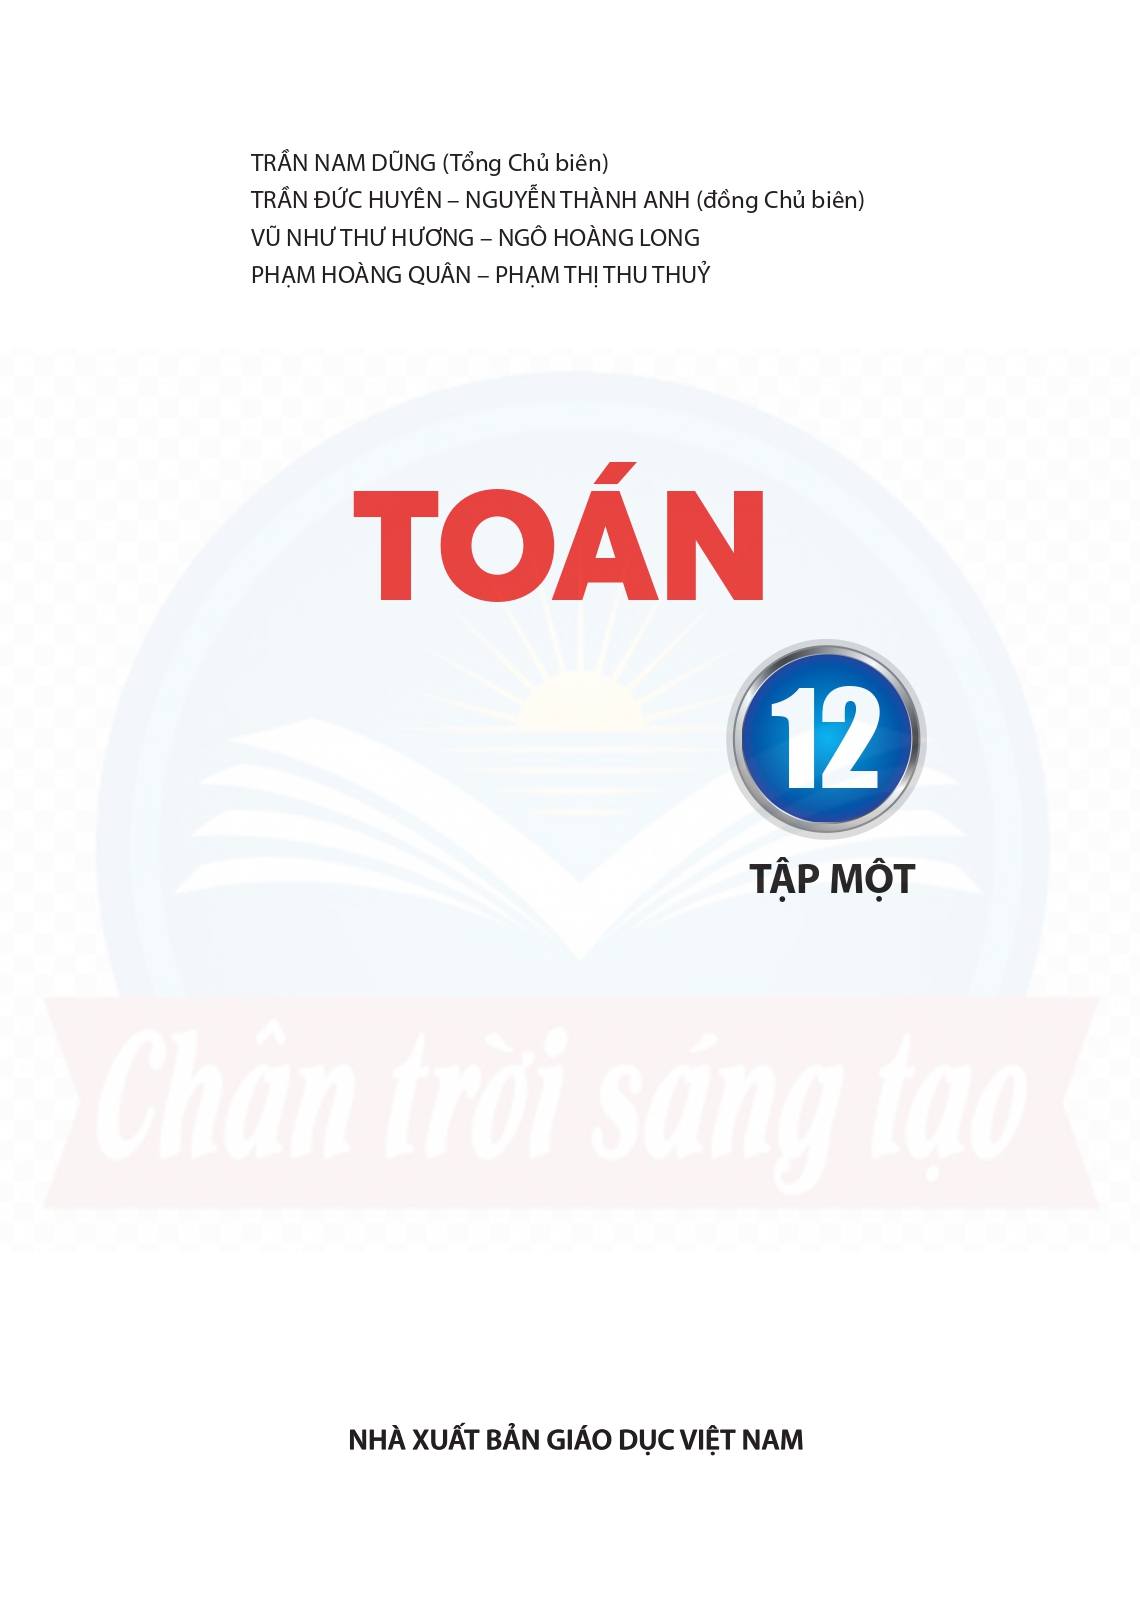 TRẦN NAM DŨNG (Tổng Chủ biên)
TRẦN ĐỨC HUYÊN – NGUYỄN THÀNH ANH (đồng Chủ biên)
VŨ NHƯ THƯ HƯƠNG – NGÔ HOÀNG LONG
PHẠM HOÀNG QUÂN – PHẠM THỊ THU THUỶ
TOÁN
12
TẬP MỘT
Chân trời sáng tạo
NHÀ XUẤT BẢN GIÁO DỤC VIỆT NAM